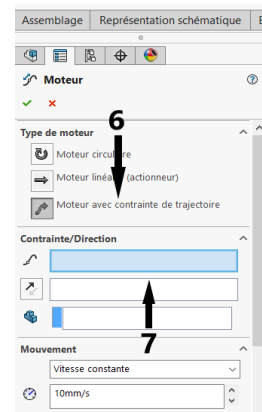 Assemblage Représentation schématique
Moteur
6
Type de moteur
Moteur circulaire
Moteur linéaire (actionneur)
Moteur avec contrainte de trajectoire
Contrainte/Direction
7
Mouvement
Vitesse constante
10mm/s